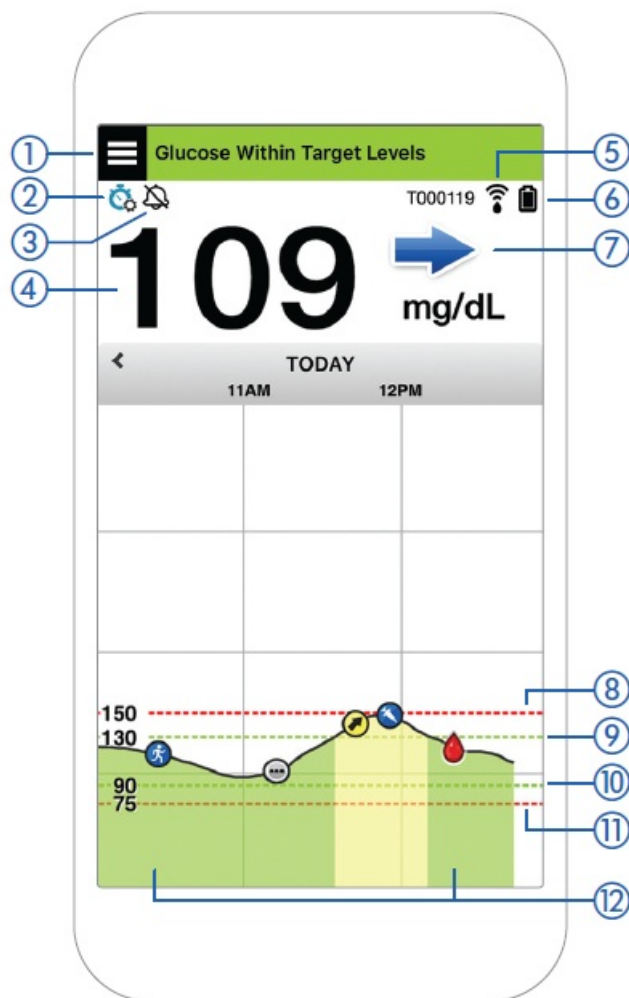 ① Glucose Within Target Levels ⑤
② T000119 ⑥
③
④ 109 ⑦
mg/dL
TODAY
11AM 12PM
⑧
150
130 ⑨
90 ⑩
75 ⑪
⑫